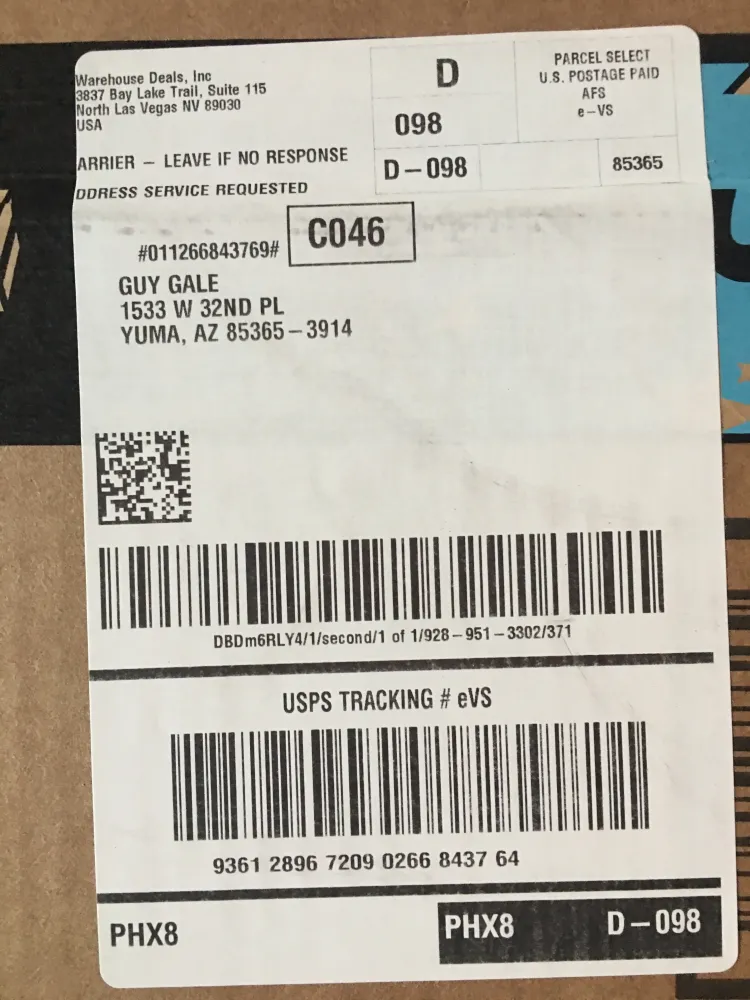 Warehouse Deals, Inc
3837 Bay Lake Trail, Suite 115
North Las Vegas NV 89030
USA
D
098
PARCEL SELECT
U.S. POSTAGE PAID
AFS
e-VS
ARRIER – LEAVE IF NO RESPONSE
DDRESS SERVICE REQUESTED
D-098
85365
#011266843769#
C046
GUY GALE
1533 W 32ND PL
YUMA, AZ 85365-3914
DBDm6RLY4/1/second/1 of 1/928-951-3302/371
USPS TRACKING # eVS
9361 2896 7209 0266 8437 64
PHX8
PHX8 D-098